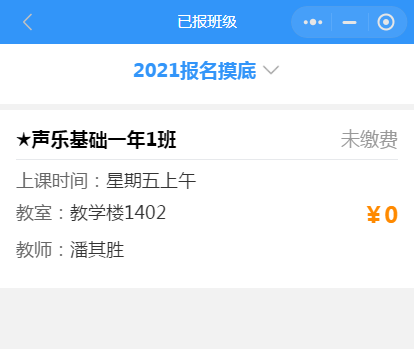 已报班级
2021报名摸底
★声乐基础一年1班 未缴费
上课时间：星期五上午
教室：教学楼1402 ¥0
教师：潘其胜